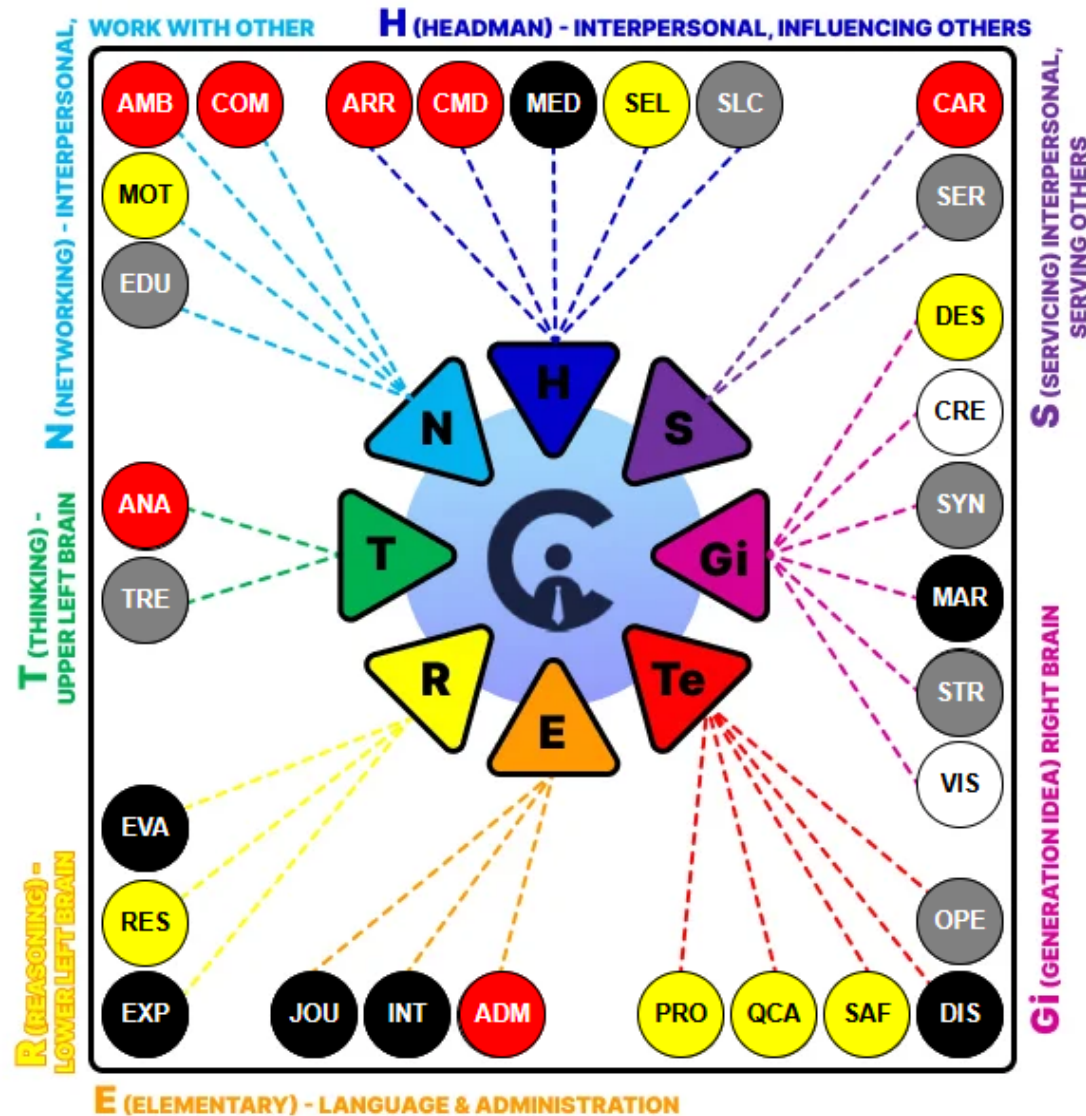 N (NETWORKING) - INTERPERSONAL,
WORK WITH OTHER
H (HEADMAN) - INTERPERSONAL, INFLUENCING OTHERS
S (SERVICING) INTERPERSONAL,
SERVING OTHERS
AMB
COM
ARR
CMD
MED
SEL
SLC
CAR
MOT
SER
EDU
DES
CRE
H
N
S
ANA
SYN
T
Gi
TRE
MAR
R
Te
STR
E
VIS
EVA
RES
OPE
EXP
JOU
INT
ADM
PRO
QCA
SAF
DIS
T (THINKING) -
UPPER LEFT BRAIN
R (REASONING) -
LOWER LEFT BRAIN
Gi (GENERATION IDEA) RIGHT BRAIN
E (ELEMENTARY) - LANGUAGE & ADMINISTRATION